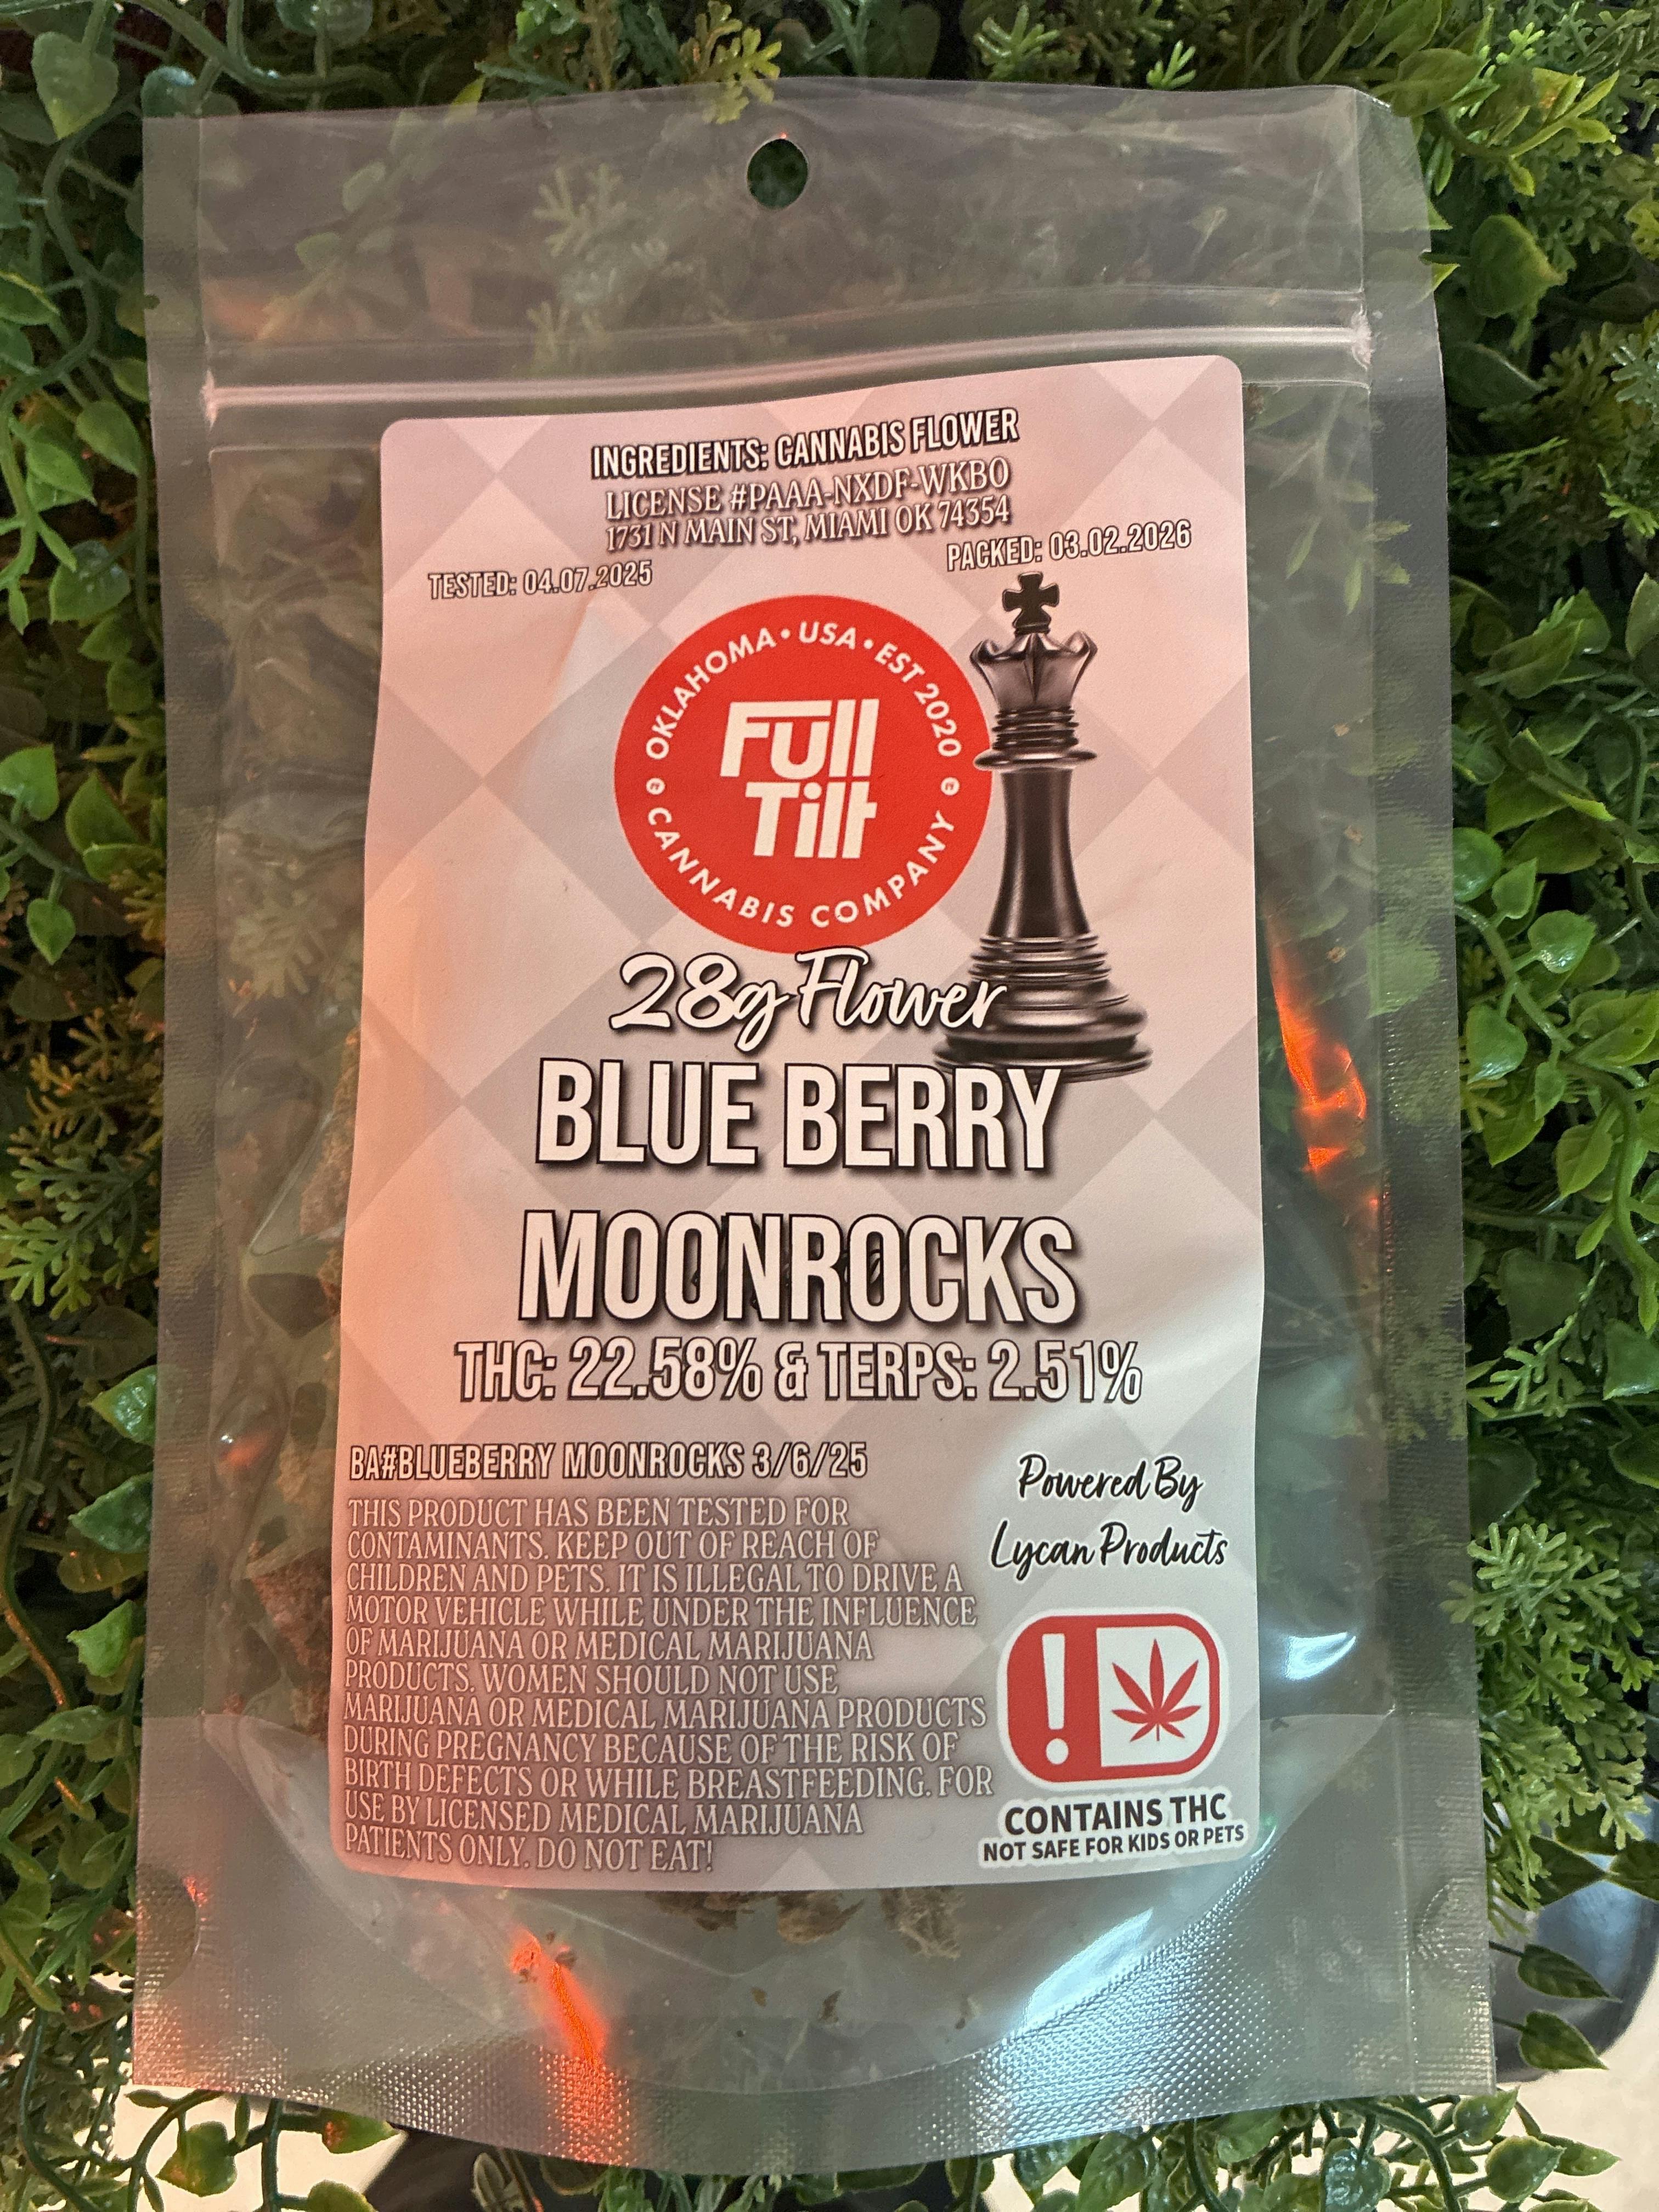 INGREDIENTS: CANNABIS FLOWER
LICENSE #PAAA-NXDF-WKBO
1731 N MAIN ST, MIAMI OK 74354
TESTED: 04.07.2025
PACKED: 03.02.2026
OKLAHOMA • USA • EST 2020
Full
Tilt
CANNABIS COMPANY
28g Flower
BLUE BERRY
MOONROCKS
THC: 22.58% & TERPS: 2.51%
BA#BLUEBERRY MOONROCKS 3/6/25
THIS PRODUCT HAS BEEN TESTED FOR
CONTAMINANTS. KEEP OUT OF REACH OF
CHILDREN AND PETS. IT IS ILLEGAL TO DRIVE A
MOTOR VEHICLE WHILE UNDER THE INFLUENCE
OF MARIJUANA OR MEDICAL MARIJUANA
PRODUCTS. WOMEN SHOULD NOT USE
MARIJUANA OR MEDICAL MARIJUANA PRODUCTS
DURING PREGNANCY BECAUSE OF THE RISK OF
BIRTH DEFECTS OR WHILE BREASTFEEDING. FOR
USE BY LICENSED MEDICAL MARIJUANA
PATIENTS ONLY. DO NOT EAT!
Powered By
Lycan Products
!
CONTAINS THC
NOT SAFE FOR KIDS OR PETS